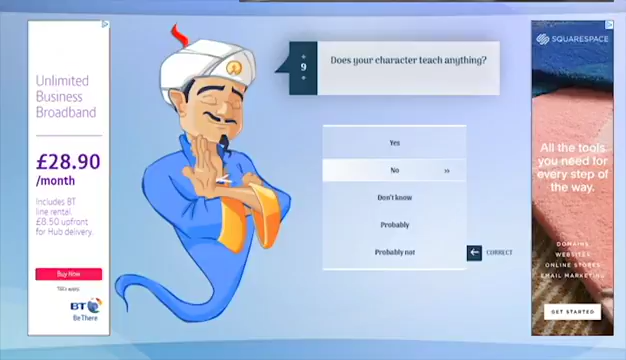 Unlimited
Business
Broadband
£28.90
/month
Includes BT
line rental.
£8.50 upfront
for Hub delivery.
Buy Now
T&Cs apply
BT
Be There
9
Does your character teach anything?
Yes
No
Don't know
Probably
Probably not
CORRECT
SQUARESPACE
All the tools
you need for
every step of
the way.
DOMAINS
WEBSITES
ONLINE STORES
EMAIL MARKETING
GET STARTED